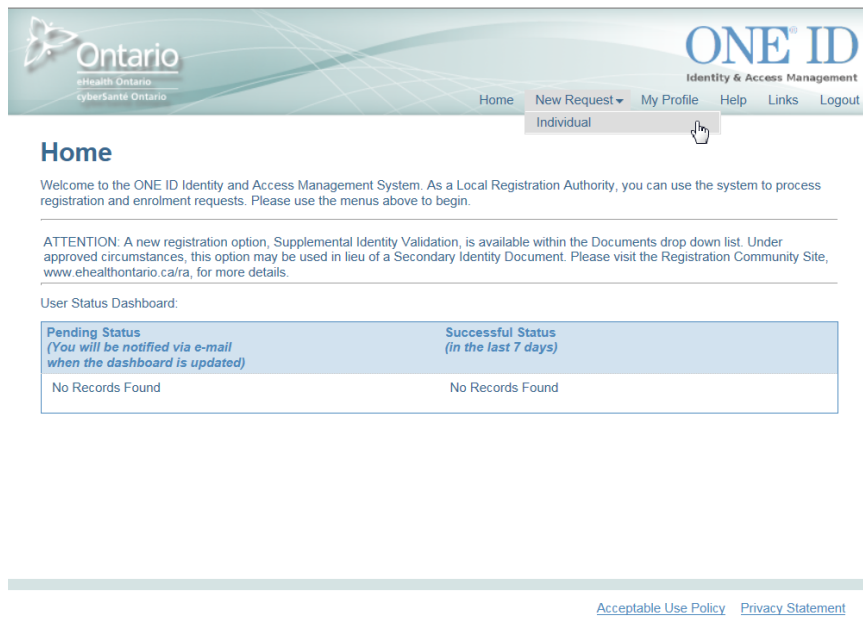 Ontario
eHealth Ontario
cyberSanté Ontario
ONE® ID
Identity & Access Management
Home New Request My Profile Help Links Logout
Individual
Home
Welcome to the ONE ID Identity and Access Management System. As a Local Registration Authority, you can use the system to process
registration and enrolment requests. Please use the menus above to begin.
ATTENTION: A new registration option, Supplemental Identity Validation, is available within the Documents drop down list. Under
approved circumstances, this option may be used in lieu of a Secondary Identity Document. Please visit the Registration Community Site,
www.ehealthontario.ca/ra, for more details.
User Status Dashboard:
Pending Status
(You will be notified via e-mail
when the dashboard is updated)
Successful Status
(in the last 7 days)
No Records Found
No Records Found
Acceptable Use Policy Privacy Statement